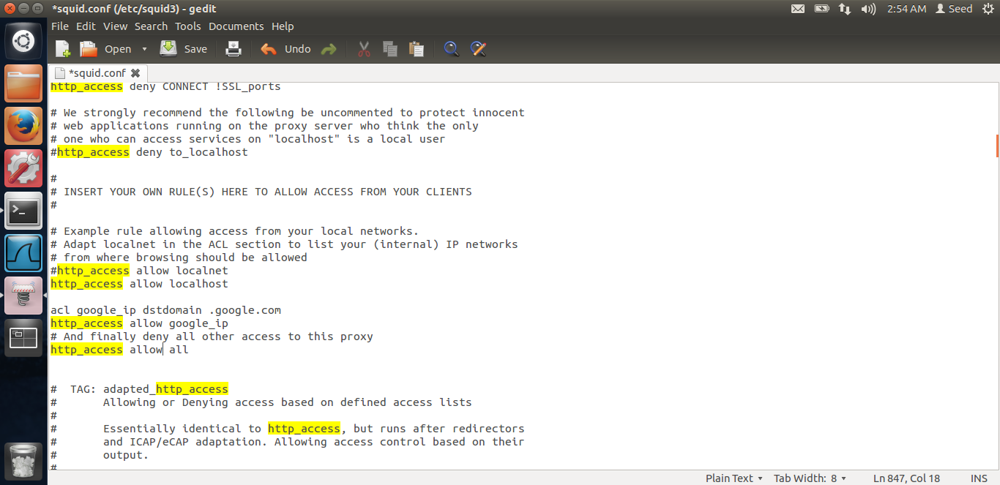 *squid.conf (/etc/squid3) - gedit
2:54 AM Seed
File Edit View Search Tools Documents Help
Open Save Undo
*squid.conf
http_access deny CONNECT !SSL_ports
# We strongly recommend the following be uncommented to protect innocent
# web applications running on the proxy server who think the only
# one who can access services on "localhost" is a local user
#http_access deny to_localhost
#
# INSERT YOUR OWN RULE(S) HERE TO ALLOW ACCESS FROM YOUR CLIENTS
#
# Example rule allowing access from your local networks.
# Adapt localnet in the ACL section to list your (internal) IP networks
# from where browsing should be allowed
#http_access allow localnet
http_access allow localhost
acl google_ip dstdomain .google.com
http_access allow google_ip
# And finally deny all other access to this proxy
http_access allow all
#  TAG: adapted_http_access
#       Allowing or Denying access based on defined access lists
#
#       Essentially identical to http_access, but runs after redirectors
#       and ICAP/eCAP adaptation. Allowing access control based on their
#       output.
#
Plain Text Tab Width: 8 Ln 847, Col 18 INS